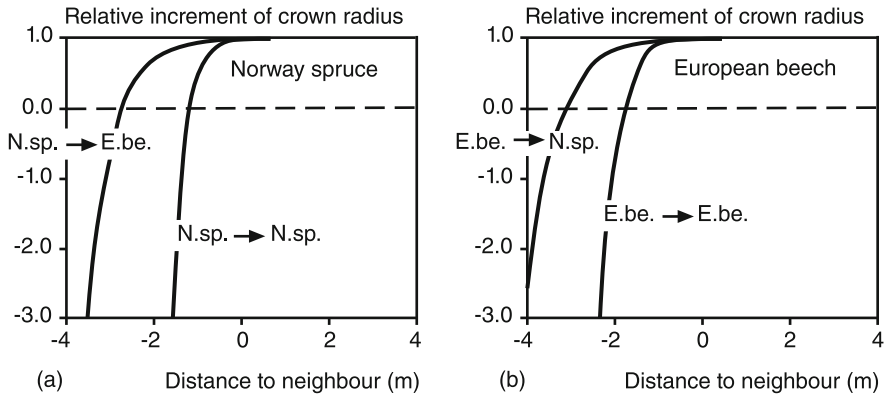 Relative increment of crown radius
1.0
0.0
-1.0
-2.0
-3.0
Norway spruce
N.sp. → E.be.
N.sp. → N.sp.
-4 -2 0 2 4
(a) Distance to neighbour (m)
Relative increment of crown radius
1.0
0.0
-1.0
-2.0
-3.0
European beech
E.be. → N.sp.
E.be. → E.be.
-4 -2 0 2 4
(b) Distance to neighbour (m)